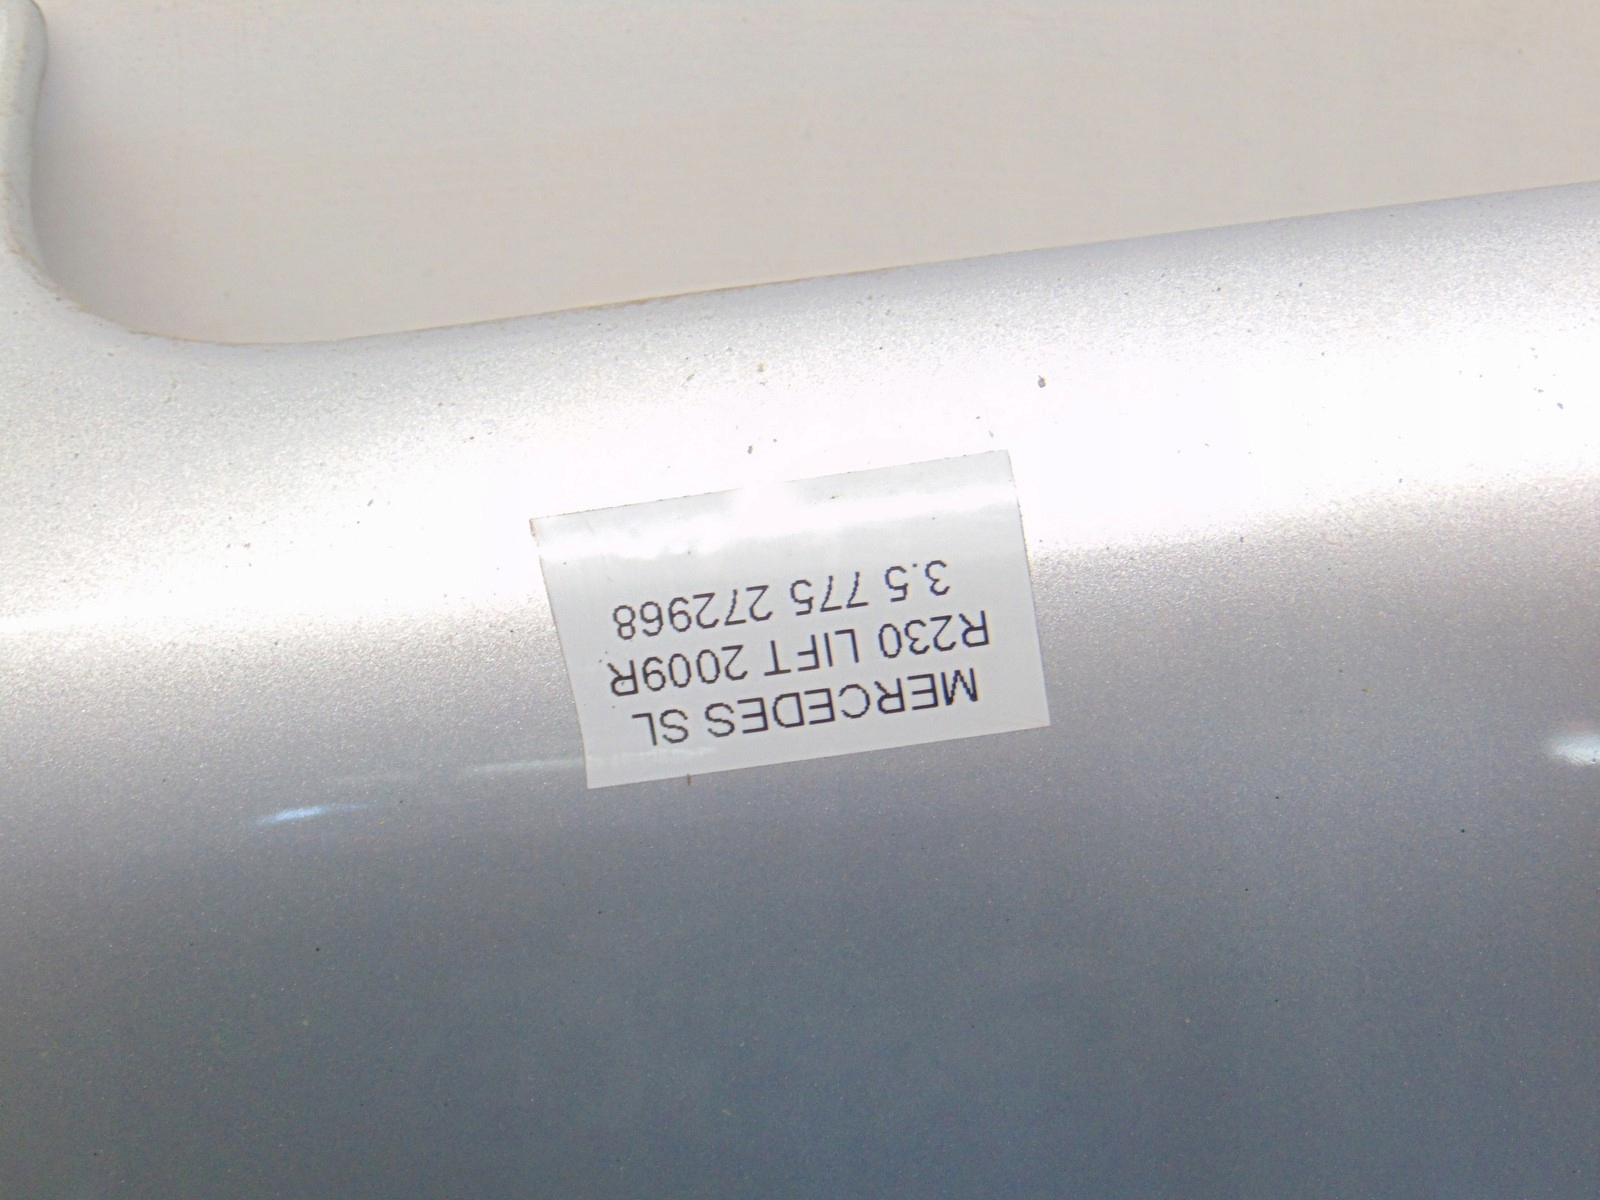 MERCEDES SL
R230 LIFT 2009R
3.5 775 272968